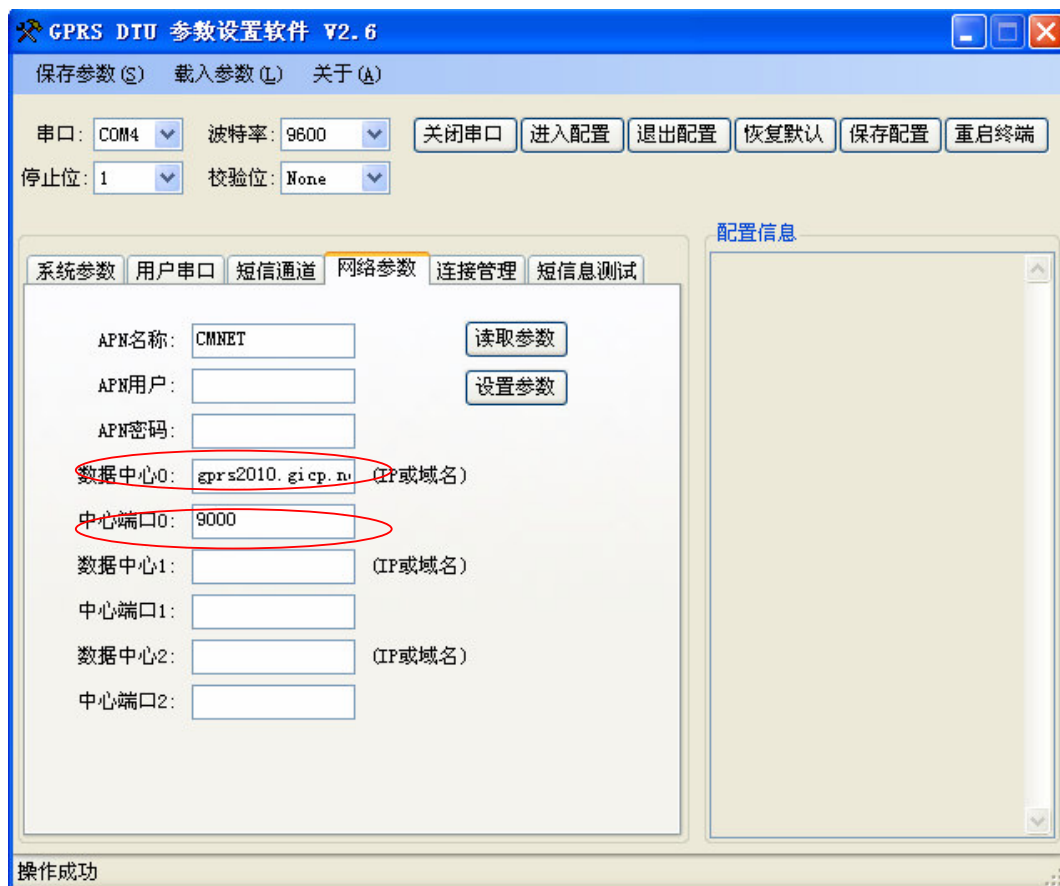 GPRS DTU 参数设置软件 V2.6
保存参数(S) 载入参数(L) 关于(A)
串口: COM4 波特率: 9600 关闭串口 进入配置 退出配置 恢复默认 保存配置 重启终端
停止位: 1 校验位: None
配置信息
系统参数 用户串口 短信通道 网络参数 连接管理 短信息测试
APN名称: CMNET 读取参数
APN用户: 设置参数
APN密码:
数据中心0: gprs2010.gicp.n (IP或域名)
中心端口0: 9000
数据中心1: (IP或域名)
中心端口1:
数据中心2: (IP或域名)
中心端口2:
操作成功